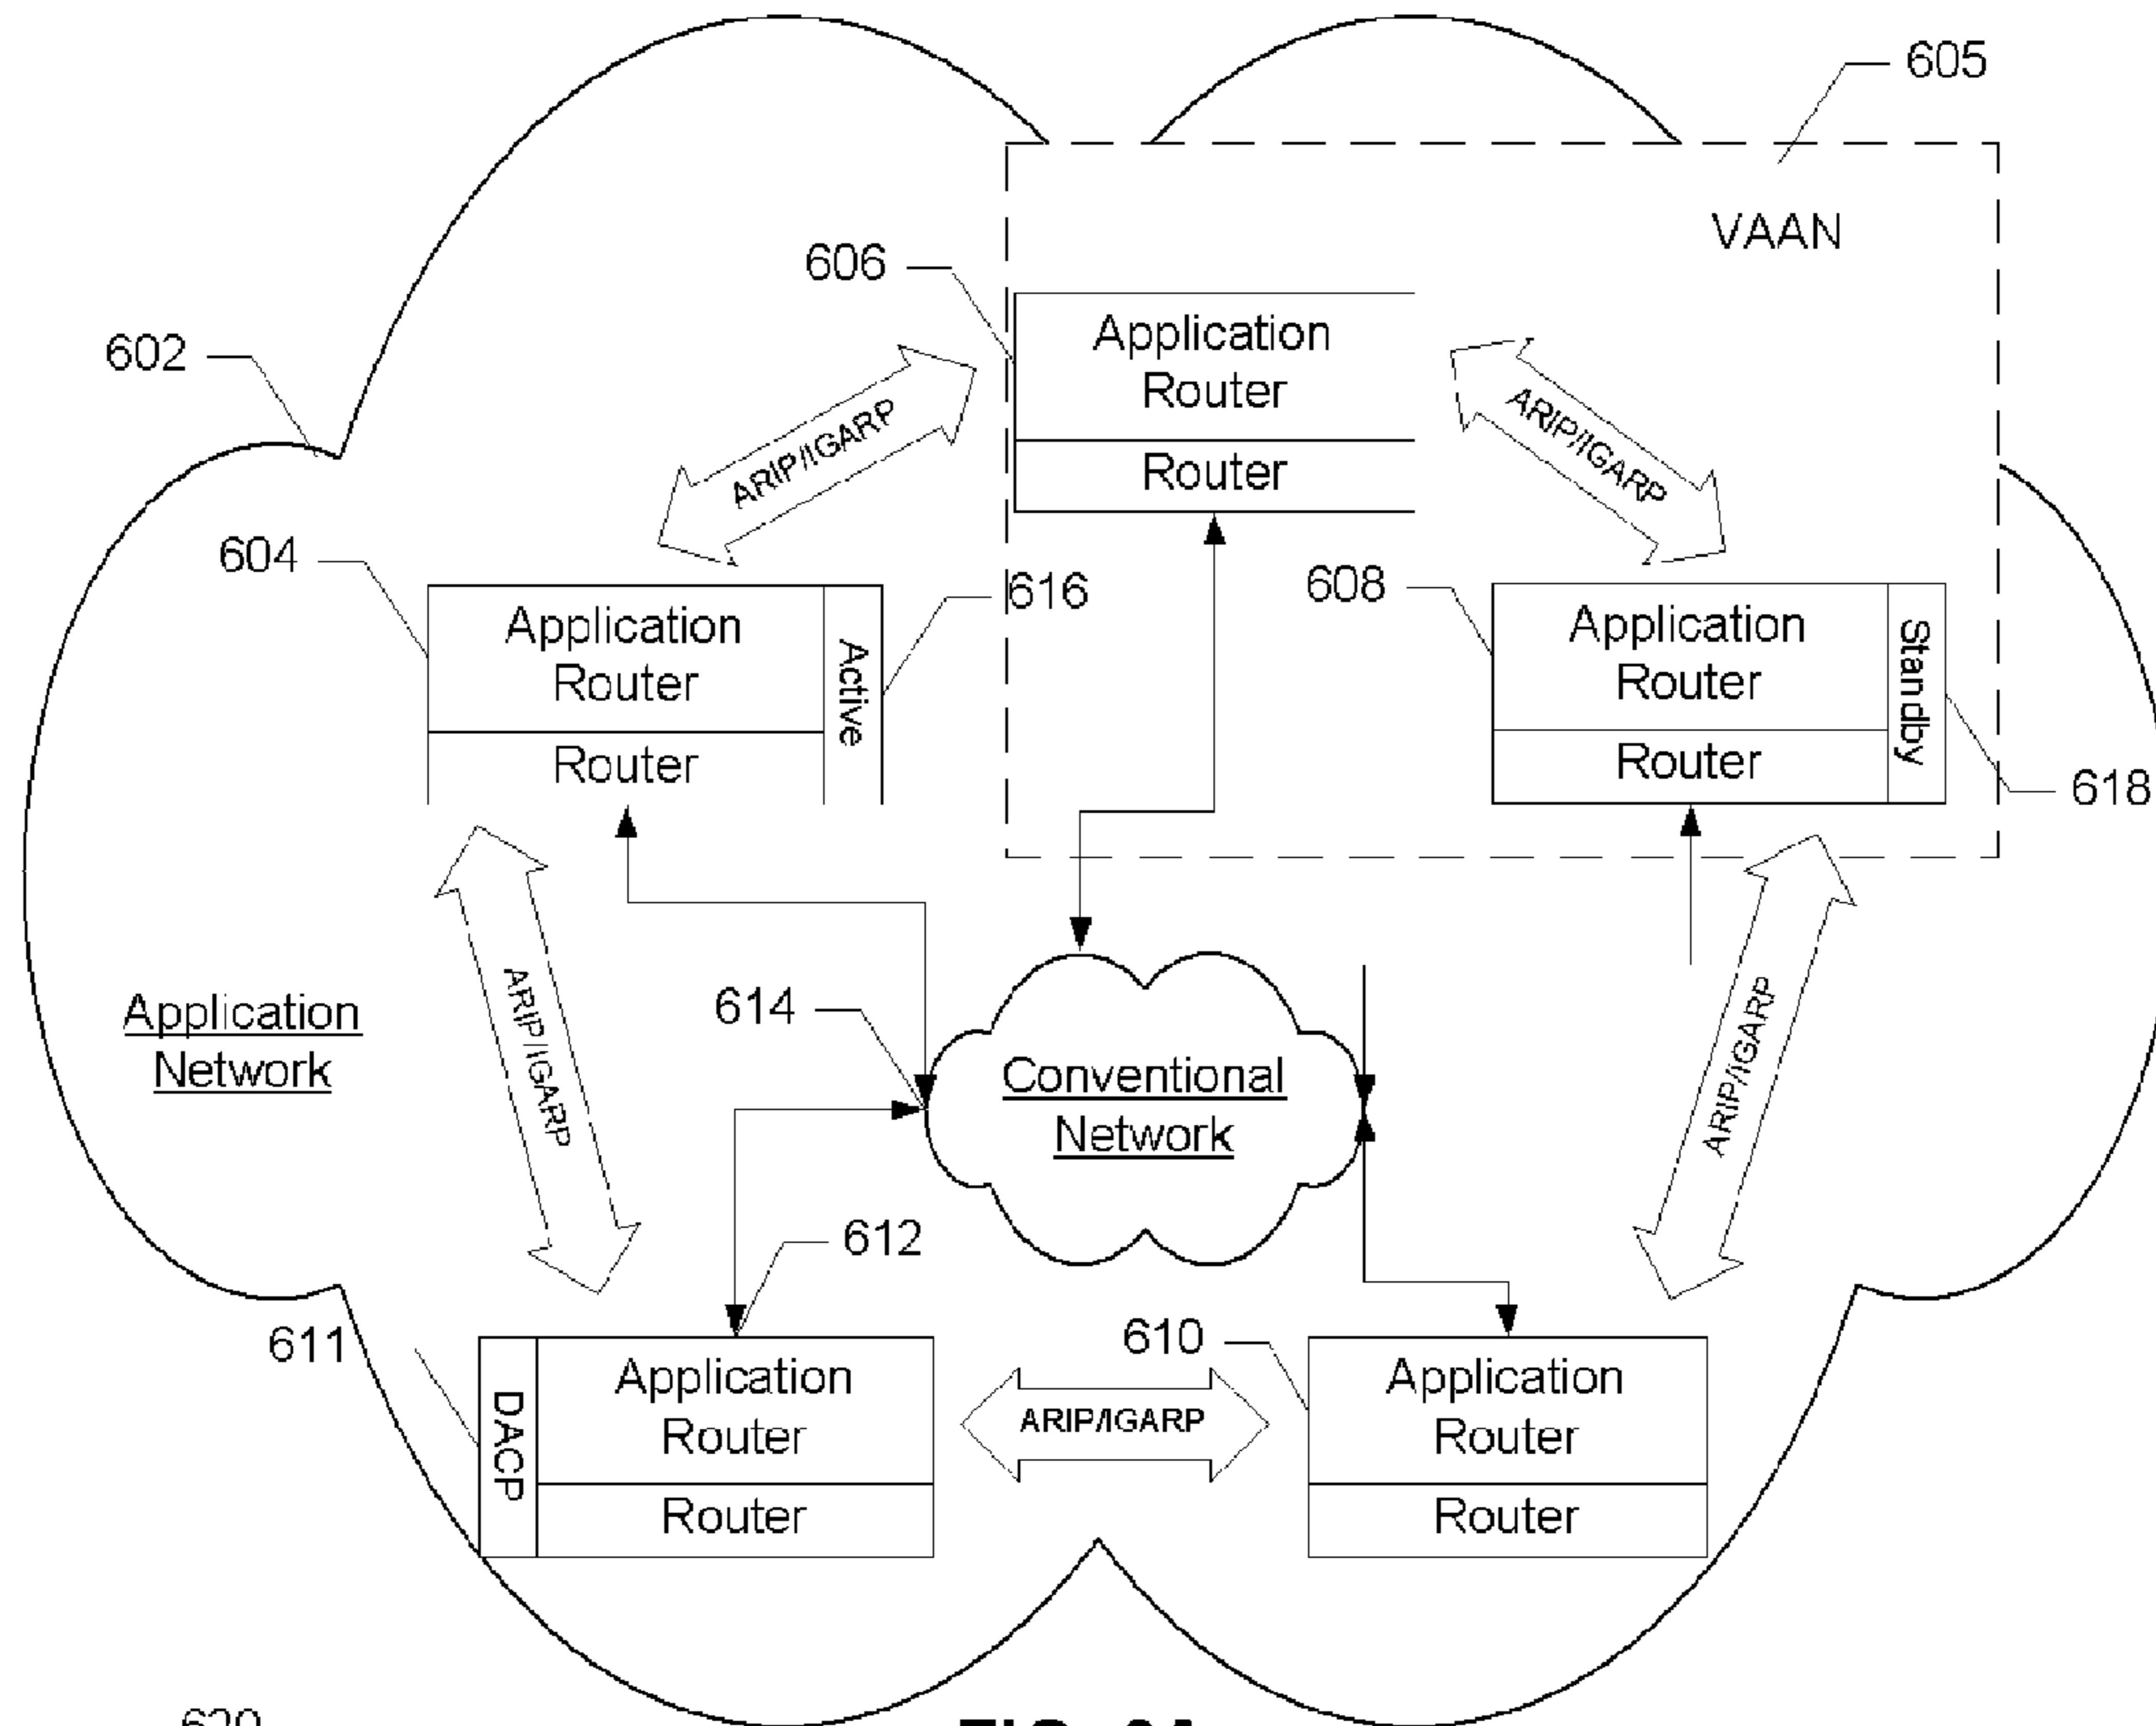 605
VAAN
606
Application
Router
Router
602
ARIP/IGARP
ARIP/IGARP
604
Application
Router
Router
Active
616
608
Application
Router
Router
Standby
618
Application
Network
ARIP/IGARP
614
Conventional
Network
ARIP/IGARP
612
611
DACP
Application
Router
Router
ARIP/IGARP
610
Application
Router
Router